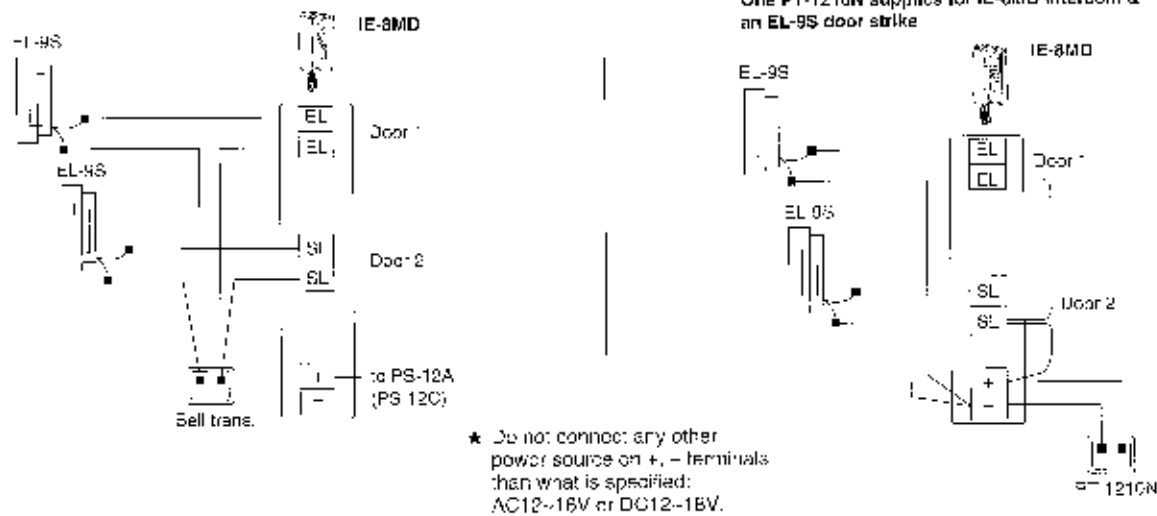 an EL-9S door strike
IE-8MD
EL-9S
EL
EL
Door 1
EL-9S
SL
SL
Door 2
+
−
to PS-12A
(PS-12C)
Bell trans.
★ Do not connect any other
power source on +, – terminals
than what is specified:
AC12~16V or DC12~18V.
IE-8MD
EL-9S
EL
EL
Door 1
EL-9S
SL
SL
Door 2
+
−
1210N